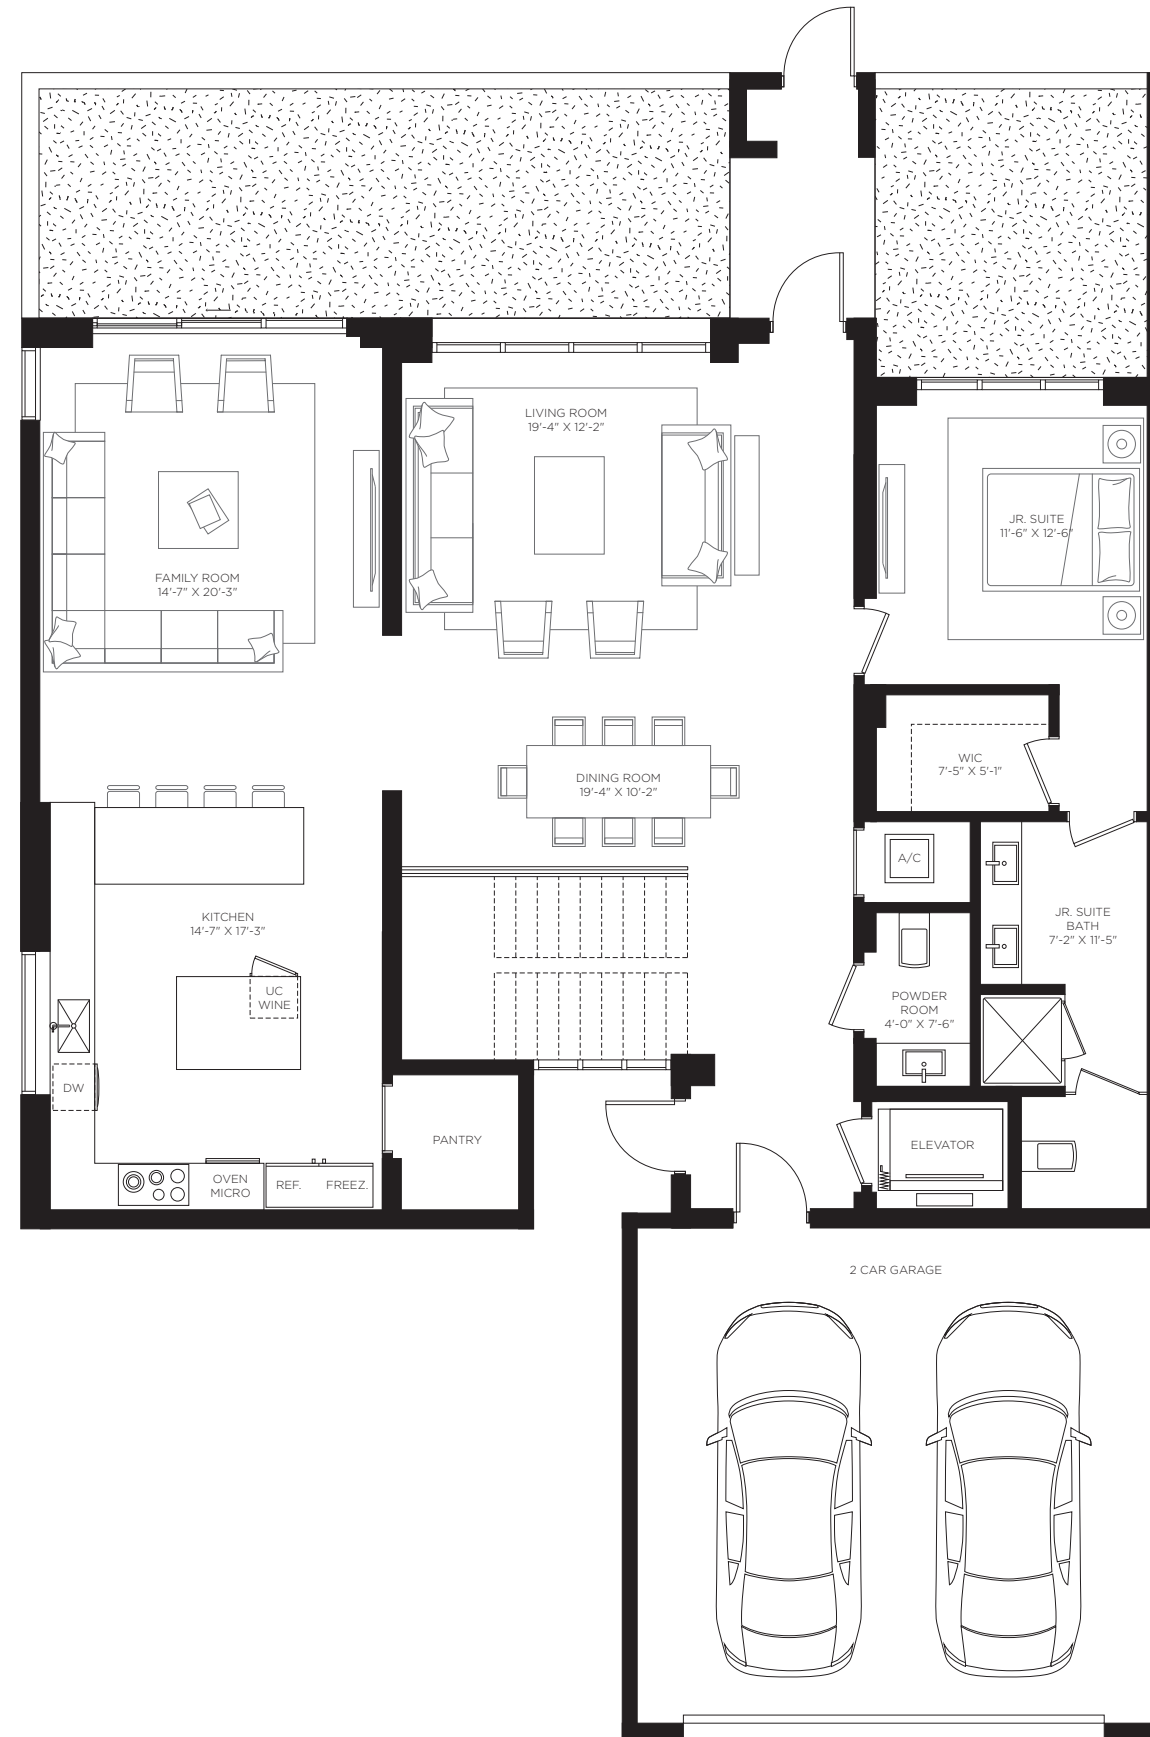 LIVING ROOM
19'-4" X 12'-2"
JR. SUITE
11'-6" X 12'-6"
FAMILY ROOM
14'-7" X 20'-3"
WIC
7'-5" X 5'-1"
DINING ROOM
19'-4" X 10'-2"
A/C
KITCHEN
14'-7" X 17'-3"
JR. SUITE
BATH
7'-2" X 11'-5"
UC
WINE
POWDER
ROOM
4'-0" X 7'-6"
DW
PANTRY
ELEVATOR
OVEN
MICRO
REF.
FREEZ.
2 CAR GARAGE